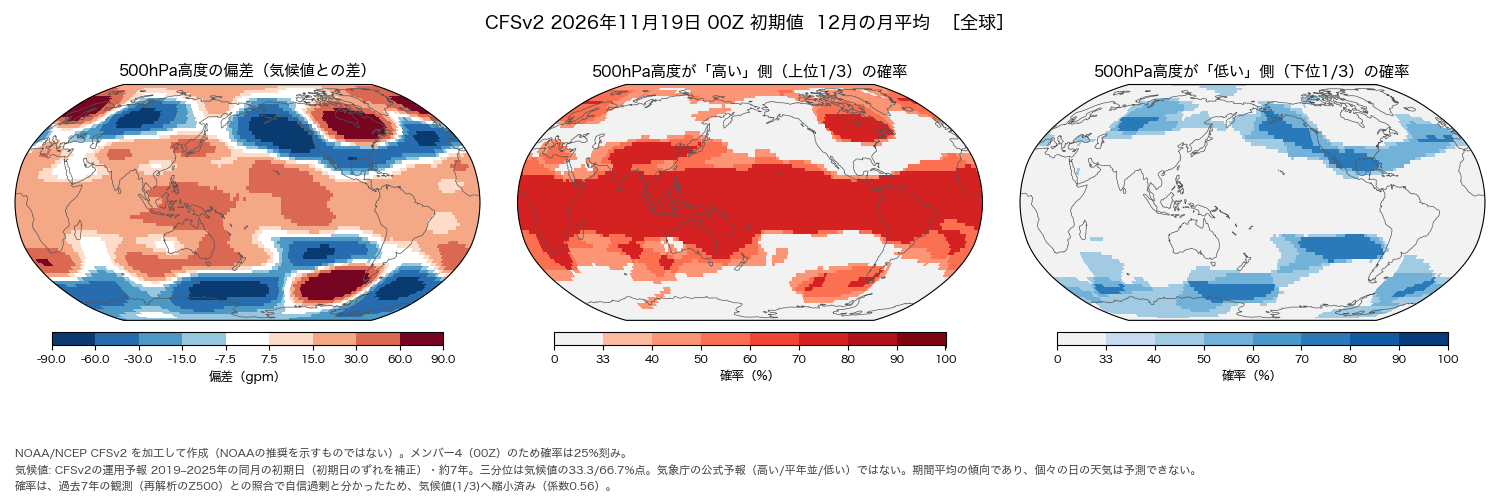 CFSv2 2026年11月19日 00Z 初期値  12月の月平均  ［全球］
500hPa高度の偏差（気候値との差）
-90.0 -60.0 -30.0 -15.0 -7.5 7.5 15.0 30.0 60.0 90.0
偏差（gpm）
500hPa高度が「高い」側（上位1/3）の確率
0 33 40 50 60 70 80 90 100
確率（%）
500hPa高度が「低い」側（下位1/3）の確率
0 33 40 50 60 70 80 90 100
確率（%）
NOAA/NCEP CFSv2 を加工して作成（NOAAの推奨を示すものではない）。メンバー4（00Z）のため確率は25%刻み。
気候値: CFSv2の運用予報 2019–2025年の同月の初期日（初期日のずれを補正）・約7年。三分位は気候値の33.3/66.7%点。気象庁の公式予報（高い/平年並/低い）ではない。期間平均の傾向であり、個々の日の天気は予測できない。
確率は、過去7年の観測（再解析のZ500）との照合で自信過剰と分かったため、気候値(1/3)へ縮小済み（係数0.56）。